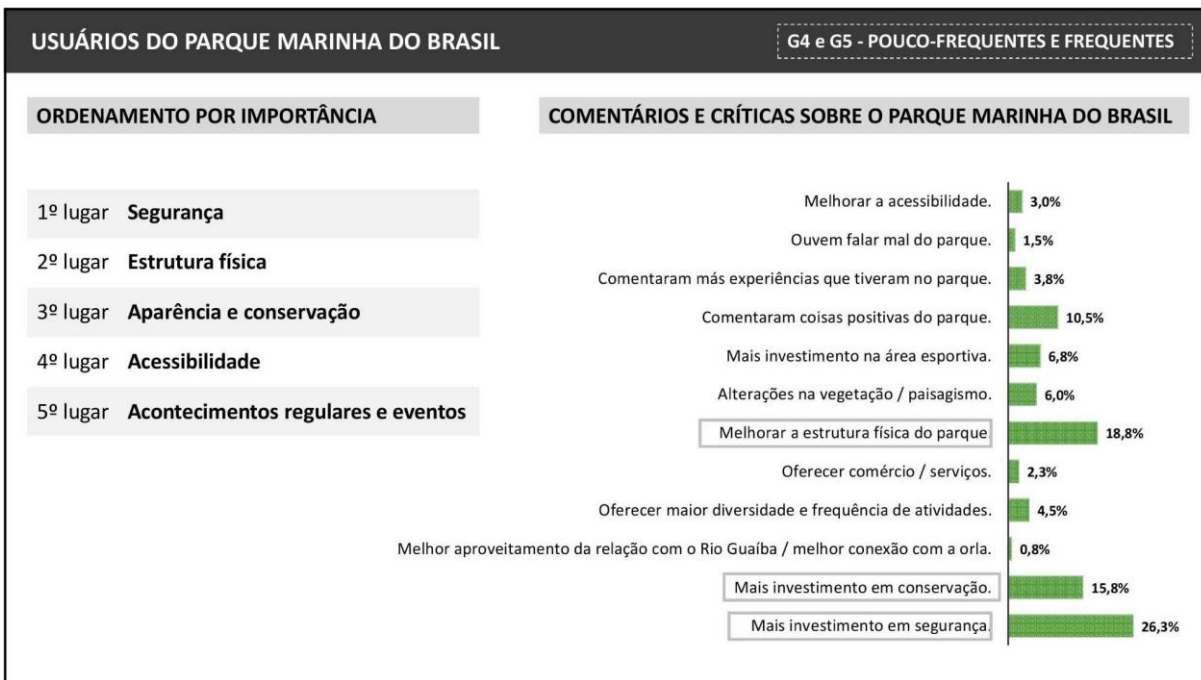 USUÁRIOS DO PARQUE MARINHA DO BRASIL
G4 e G5 - POUCO-FREQUENTES E FREQUENTES
ORDENAMENTO POR IMPORTÂNCIA
1º lugar Segurança
2º lugar Estrutura física
3º lugar Aparência e conservação
4º lugar Acessibilidade
5º lugar Acontecimentos regulares e eventos
COMENTÁRIOS E CRÍTICAS SOBRE O PARQUE MARINHA DO BRASIL
Melhorar a acessibilidade. 3,0%
Ouvem falar mal do parque. 1,5%
Comentaram más experiências que tiveram no parque. 3,8%
Comentaram coisas positivas do parque. 10,5%
Mais investimento na área esportiva. 6,8%
Alterações na vegetação / paisagismo. 6,0%
Melhorar a estrutura física do parque. 18,8%
Oferecer comércio / serviços. 2,3%
Oferecer maior diversidade e frequência de atividades. 4,5%
Melhor aproveitamento da relação com o Rio Guaíba / melhor conexão com a orla. 0,8%
Mais investimento em conservação. 15,8%
Mais investimento em segurança. 26,3%